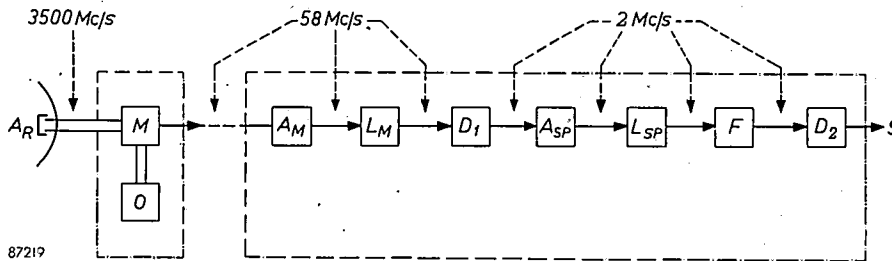 3500 Mc/s
58 Mc/s
2 Mc/s
A_R
M
A_M
L_M
D_1
A_SP
L_SP
F
D_2
S
O
87219